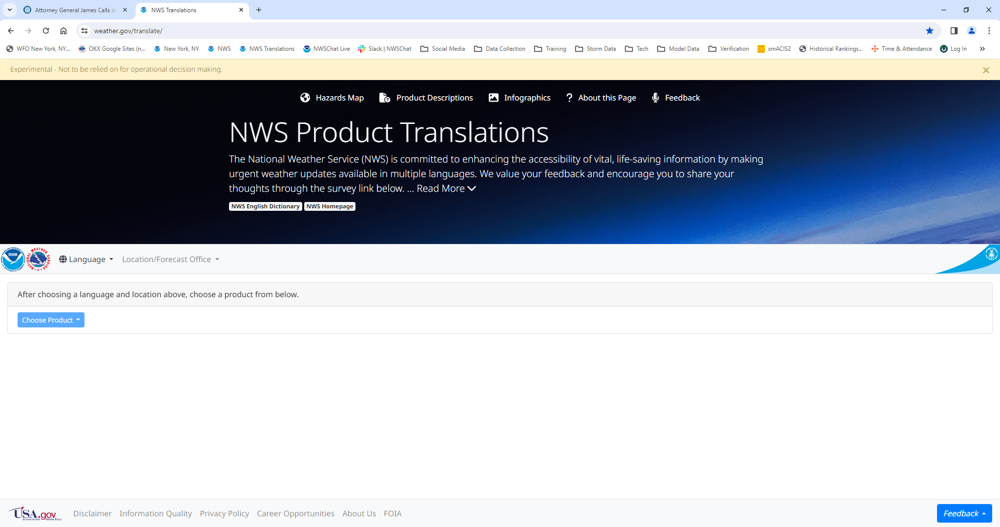 Attorney General James Calls o
NWS Translations
weather.gov/translate/
WFO New York, NY...
OKX Google Sites (n...
New York, NY
NWS
NWS Translations
NWSChat Live
Slack | NWSChat
Social Media
Data Collection
Training
Storm Data
Tech
Model Data
Verification
xmACIS2
Historical Rankings...
Time & Attendance
Log In
Experimental - Not to be relied on for operational decision making.
Hazards Map
Product Descriptions
Infographics
About this Page
Feedback
NWS Product Translations
The National Weather Service (NWS) is committed to enhancing the accessibility of vital, life-saving information by making
urgent weather updates available in multiple languages. We value your feedback and encourage you to share your
thoughts through the survey link below. ... Read More
NWS English Dictionary
NWS Homepage
NOAA
NATIONAL WEATHER SERVICE
Language
Location/Forecast Office
After choosing a language and location above, choose a product from below.
Choose Product
USA.gov
Government Made Easy
Disclaimer
Information Quality
Privacy Policy
Career Opportunities
About Us
FOIA
Feedback